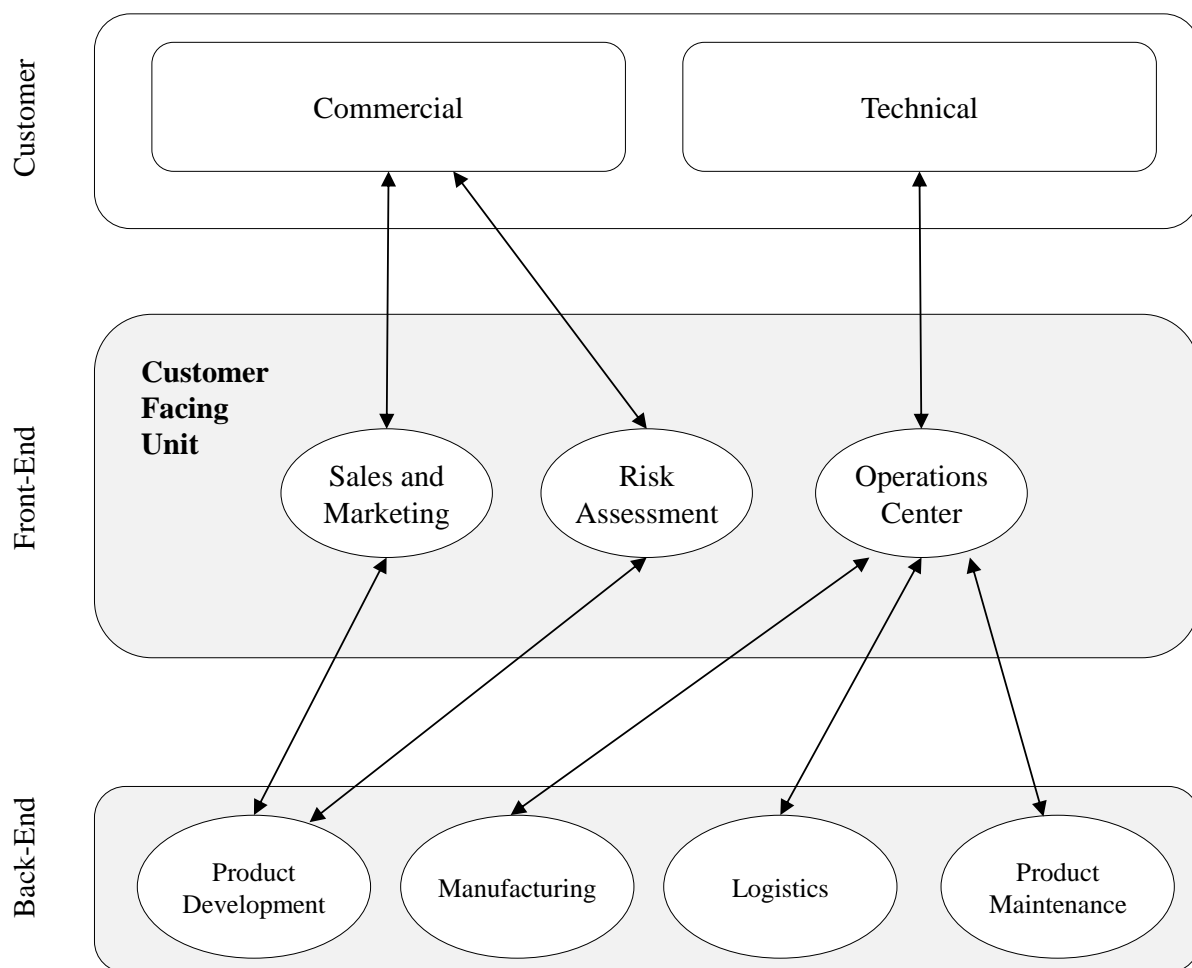 Customer
Commercial
Technical
Front-End
Customer
Facing
Unit
Sales and
Marketing
Risk
Assessment
Operations
Center
Back-End
Product
Development
Manufacturing
Logistics
Product
Maintenance